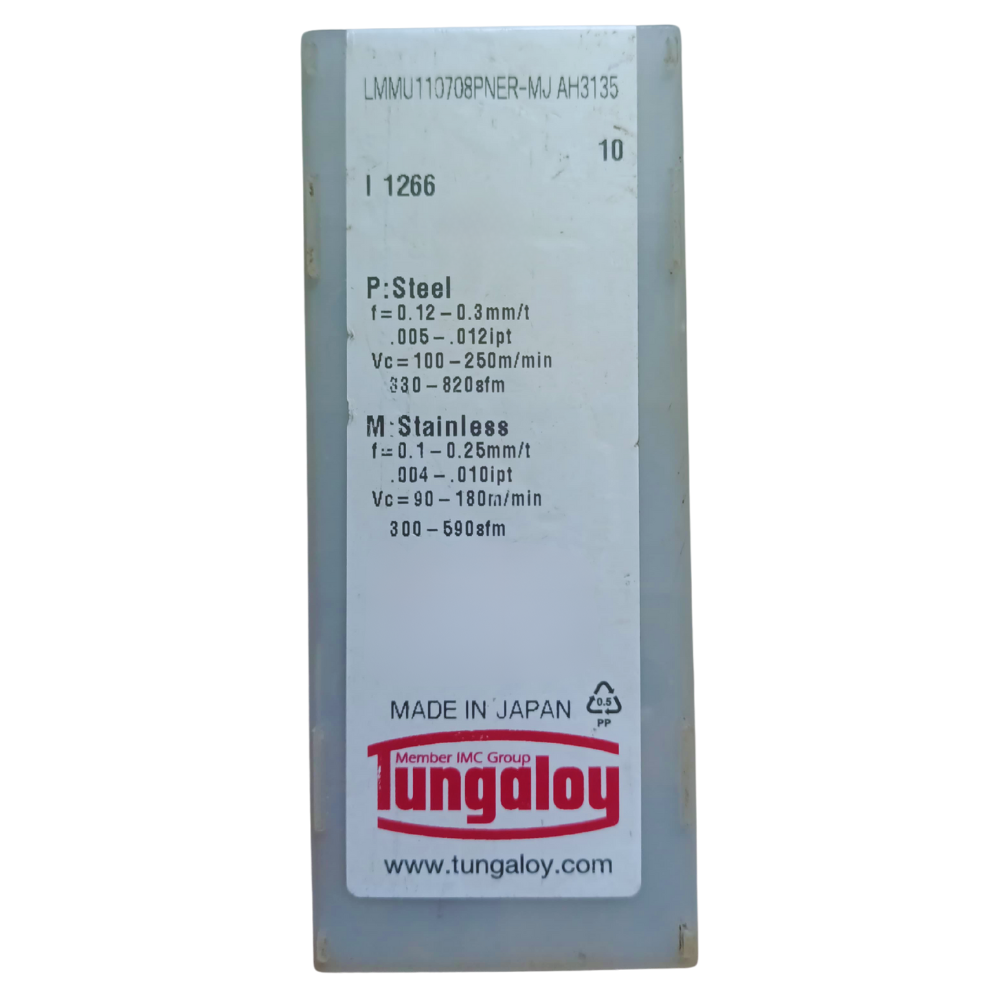 LMMU110708PNER-MJ AH3135
10
I 1266
P:Steel
f=0.12-0.3mm/t
.005-.012ipt
Vc=100-250m/min
330-820sfm
M:Stainless
f=0.1-0.25mm/t
.004-.010ipt
Vc=90-180m/min
300-590sfm
MADE IN JAPAN
0.5
PP
Member IMC Group
Tungaloy
www.tungaloy.com